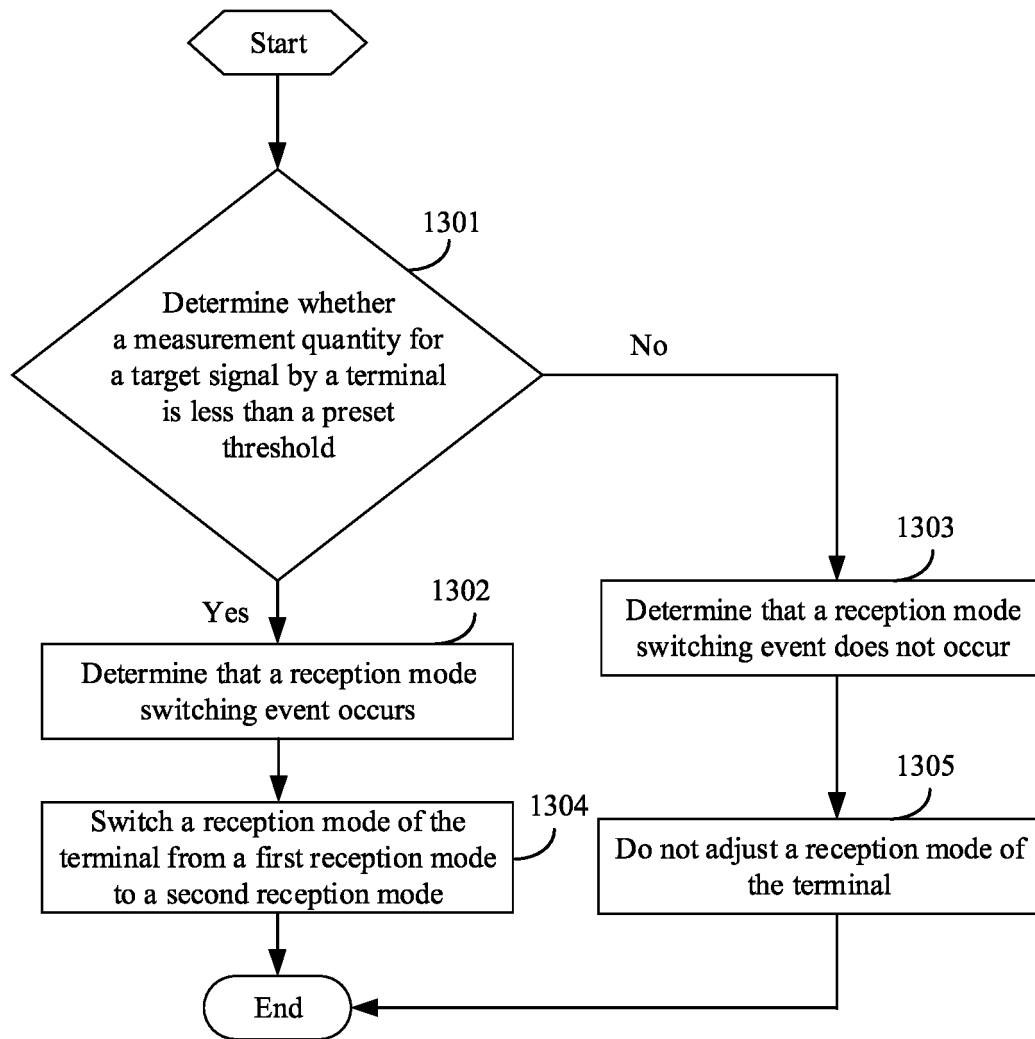 Start
1301
Determine whether
a measurement quantity for
a target signal by a terminal
is less than a preset
threshold
No
Yes
1302
Determine that a reception mode
switching event occurs
1303
Determine that a reception mode
switching event does not occur
1304
Switch a reception mode of the
terminal from a first reception mode
to a second reception mode
1305
Do not adjust a reception mode of
the terminal
End